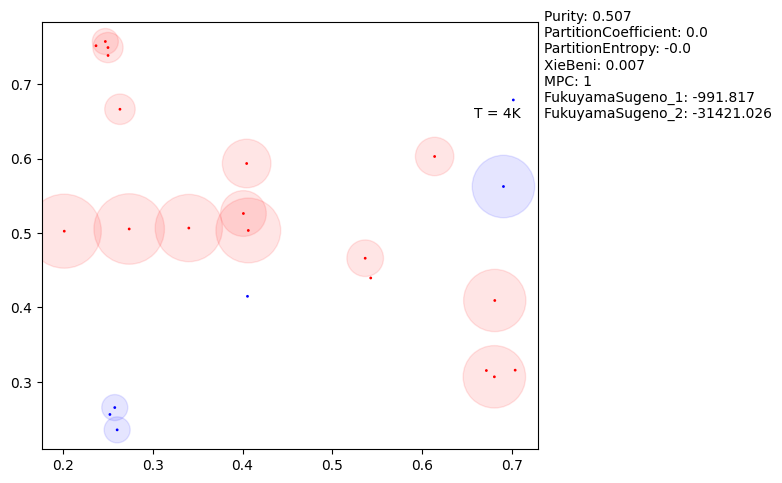 Purity: 0.507
PartitionCoefficient: 0.0
PartitionEntropy: -0.0
XieBeni: 0.007
MPC: 1
FukuyamaSugeno_1: -991.817
FukuyamaSugeno_2: -31421.026
T = 4K
0.7
0.6
0.5
0.4
0.3
0.2 0.3 0.4 0.5 0.6 0.7